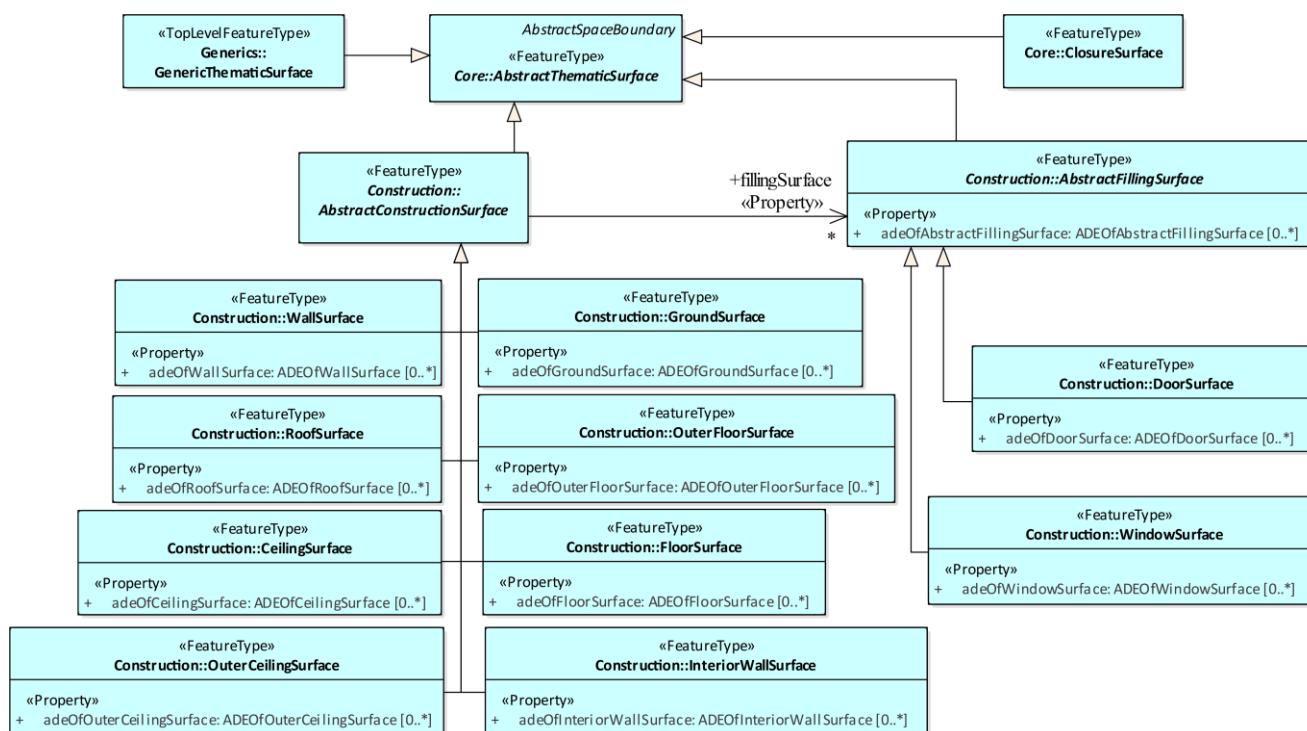 «TopLevelFeatureType»
Generics::
GenericThematicSurface
AbstractSpaceBoundary
«FeatureType»
Core::AbstractThematicSurface
«FeatureType»
Core::ClosureSurface
«FeatureType»
Construction::
AbstractConstructionSurface
+fillingSurface
«Property»
*
«FeatureType»
Construction::AbstractFillingSurface
«Property»
+ adeOfAbstractFillingSurface: ADEOfAbstractFillingSurface [0..*]
«FeatureType»
Construction::WallSurface
«Property»
+ adeOfWallSurface: ADEOfWallSurface [0..*]
«FeatureType»
Construction::GroundSurface
«Property»
+ adeOfGroundSurface: ADEOfGroundSurface [0..*]
«FeatureType»
Construction::DoorSurface
«Property»
+ adeOfDoorSurface: ADEOfDoorSurface [0..*]
«FeatureType»
Construction::RoofSurface
«Property»
+ adeOfRoofSurface: ADEOfRoofSurface [0..*]
«FeatureType»
Construction::OuterFloorSurface
«Property»
+ adeOfOuterFloorSurface: ADEOfOuterFloorSurface [0..*]
«FeatureType»
Construction::WindowSurface
«Property»
+ adeOfWindowSurface: ADEOfWindowSurface [0..*]
«FeatureType»
Construction::CeilingSurface
«Property»
+ adeOfCeilingSurface: ADEOfCeilingSurface [0..*]
«FeatureType»
Construction::FloorSurface
«Property»
+ adeOfFloorSurface: ADEOfFloorSurface [0..*]
«FeatureType»
Construction::OuterCeilingSurface
«Property»
+ adeOfOuterCeilingSurface: ADEOfOuterCeilingSurface [0..*]
«FeatureType»
Construction::InteriorWallSurface
«Property»
+ adeOfInteriorWallSurface: ADEOfInteriorWallSurface [0..*]